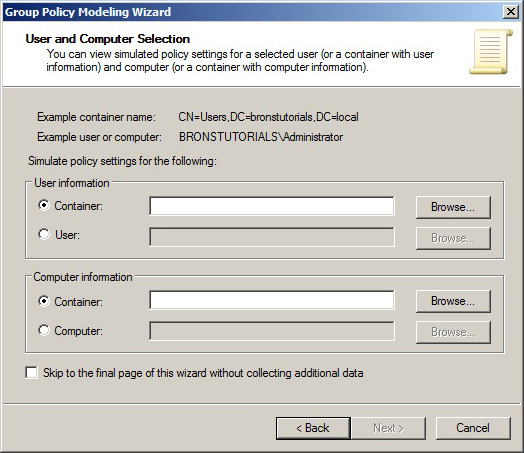 Group Policy Modeling Wizard
User and Computer Selection
You can view simulated policy settings for a selected user (or a container with user
information) and computer (or a container with computer information).
Example container name: CN=Users,DC=bronstutorials,DC=local
Example user or computer: BRONSTUTORIALS\Administrator
Simulate policy settings for the following:
User information
Container: Browse...
User: Browse...
Computer information
Container: Browse...
Computer: Browse...
Skip to the final page of this wizard without collecting additional data
< Back Next > Cancel